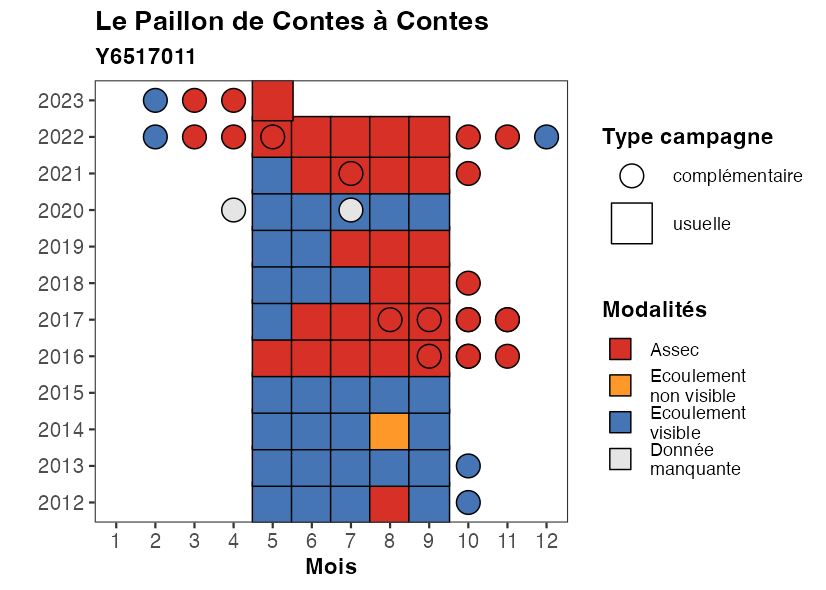 Le Paillon de Contes à Contes
Y6517011
2023
2022
2021
2020
2019
2018
2017
2016
2015
2014
2013
2012
1 2 3 4 5 6 7 8 9 10 11 12
Mois
Type campagne
complémentaire
usuelle
Modalités
Assec
Ecoulement
non visible
Ecoulement
visible
Donnée
manquante